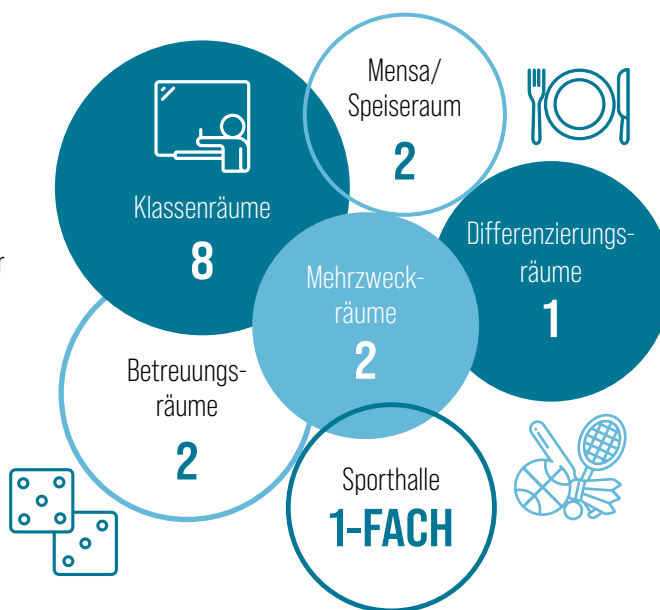 Mensa/
Speiseraum
2
Klassenräume
8
Differenzierungs-
räume
1
r
Mehrzweck-
räume
2
Betreuungs-
räume
2
Sporthalle
1-FACH